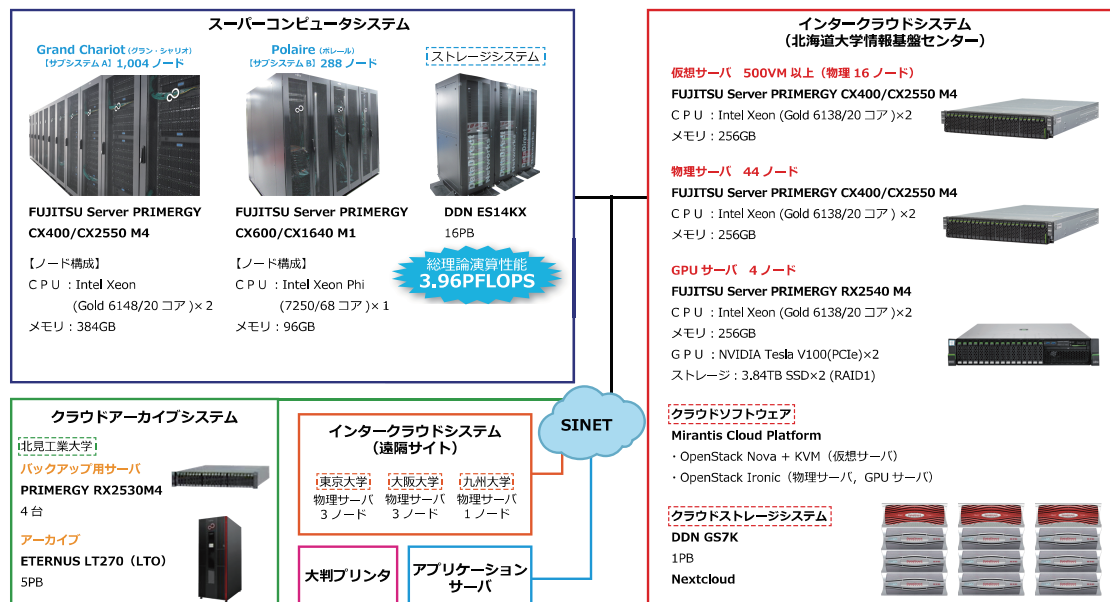 スーパーコンピュータシステム
Grand Chariot (グラン・シャリオ)
【サブシステム A】1,004 ノード
FUJITSU Server PRIMERGY
CX400/CX2550 M4
【ノード構成】
CPU:Intel Xeon
(Gold 6148/20 コア)×2
メモリ:384GB
Polaire (ポレール)
【サブシステム B】288 ノード
FUJITSU Server PRIMERGY
CX600/CX1640 M1
【ノード構成】
CPU:Intel Xeon Phi
(7250/68 コア)×1
メモリ:96GB
ストレージシステム
DDN ES14KX
16PB
総理論演算性能
3.96PFLOPS
インタークラウドシステム
(北海道大学情報基盤センター)
仮想サーバ 500VM 以上(物理 16 ノード)
FUJITSU Server PRIMERGY CX400/CX2550 M4
CPU:Intel Xeon (Gold 6138/20 コア)×2
メモリ:256GB
物理サーバ 44 ノード
FUJITSU Server PRIMERGY CX400/CX2550 M4
CPU:Intel Xeon (Gold 6138/20 コア) ×2
メモリ:256GB
GPU サーバ 4 ノード
FUJITSU Server PRIMERGY RX2540 M4
CPU:Intel Xeon (Gold 6138/20 コア)×2
メモリ:256GB
GPU:NVIDIA Tesla V100(PCIe)×2
ストレージ:3.84TB SSD×2 (RAID1)
クラウドソフトウェア
Mirantis Cloud Platform
・OpenStack Nova + KVM(仮想サーバ)
・OpenStack Ironic(物理サーバ, GPU サーバ)
クラウドストレージシステム
DDN GS7K
1PB
Nextcloud
クラウドアーカイブシステム
北見工業大学
バックアップ用サーバ
PRIMERGY RX2530M4
4 台
アーカイブ
ETERNUS LT270(LTO)
5PB
インタークラウドシステム
(遠隔サイト)
東京大学
物理サーバ
3 ノード
大阪大学
物理サーバ
3 ノード
九州大学
物理サーバ
1 ノード
SINET
大判プリンタ
アプリケーション
サーバ